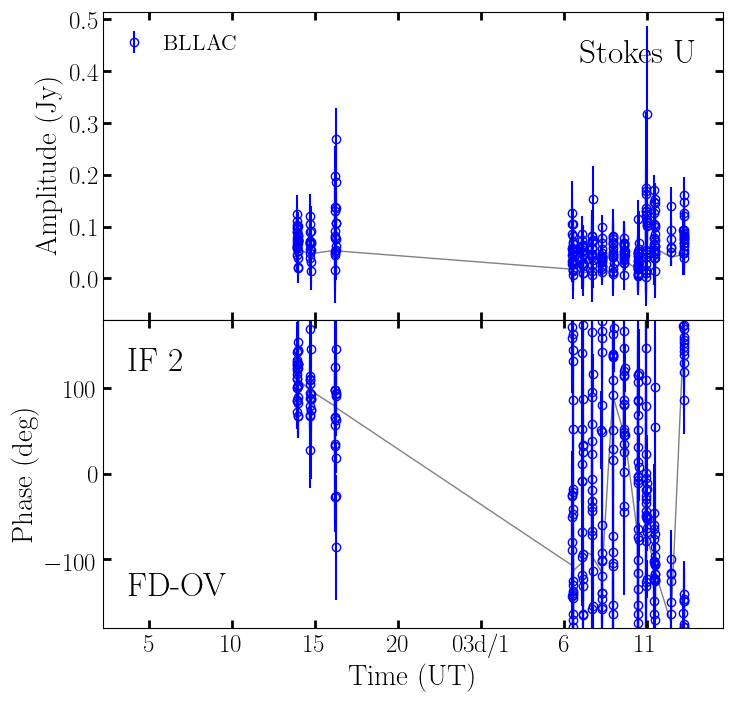 0.5
BLLAC
Stokes U
0.4
0.3
0.2
0.1
0.0
Amplitude (Jy)
IF 2
100
0
−100
Phase (deg)
FD-OV
5 10 15 20 03d/1 6 11
Time (UT)